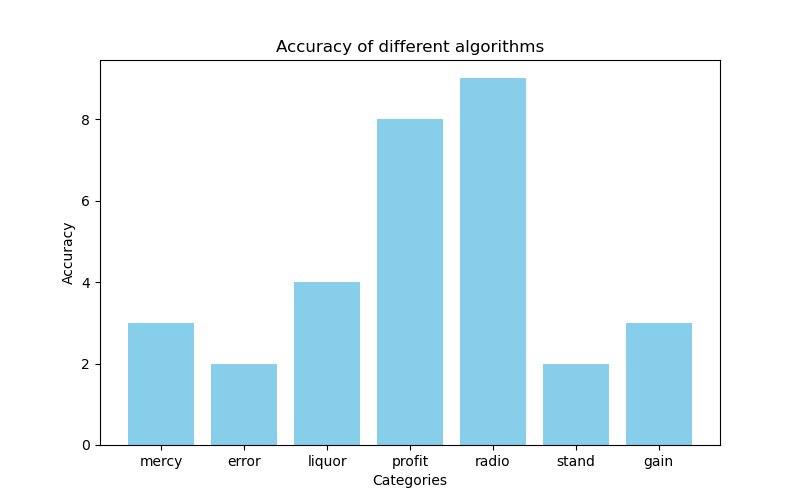 Accuracy of different algorithms
Accuracy
8
6
4
2
0
mercy error liquor profit radio stand gain
Categories